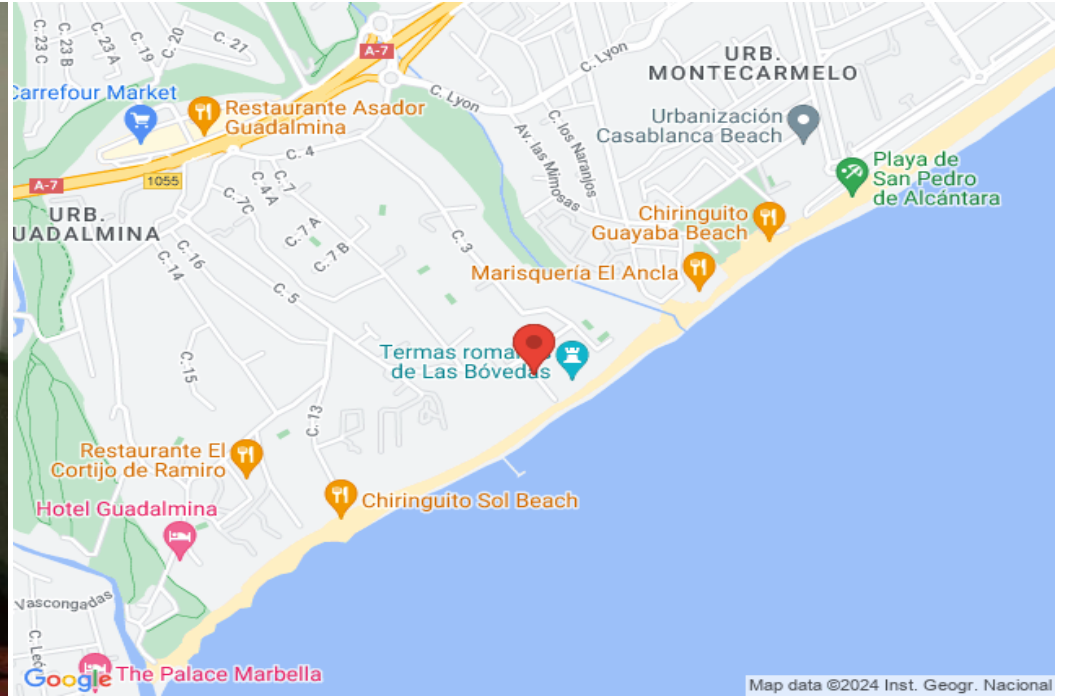 C. 23 C
C. 23 B
C. 23 A
C. 19
C. 20
C. 21
A-7
C. Lyon
URB.
MONTECARMELO
Carrefour Market
Restaurante Asador
Guadalmina
C. Lyon
Urbanización
Casablanca Beach
Av. las Mimosas
C. los Naranjos
C. 4
A-7
1055
C. 7
C. 4A
C. 7C
Playa de
San Pedro
de Alcántara
URB.
UADALMINA
C. 7 A
C. 7 B
C. 3
Chiringuito
Guayaba Beach
C. 16
C. 14
C. 5
Marisquería El Ancla
C. 15
Termas roma
de Las Bóvedas
C. 13
Restaurante El
Cortijo de Ramiro
Chiringuito Sol Beach
Hotel Guadalmina
Vascongadas
C. Leó
The Palace Marbella
Google
Map data ©2024 Inst. Geogr. Nacional